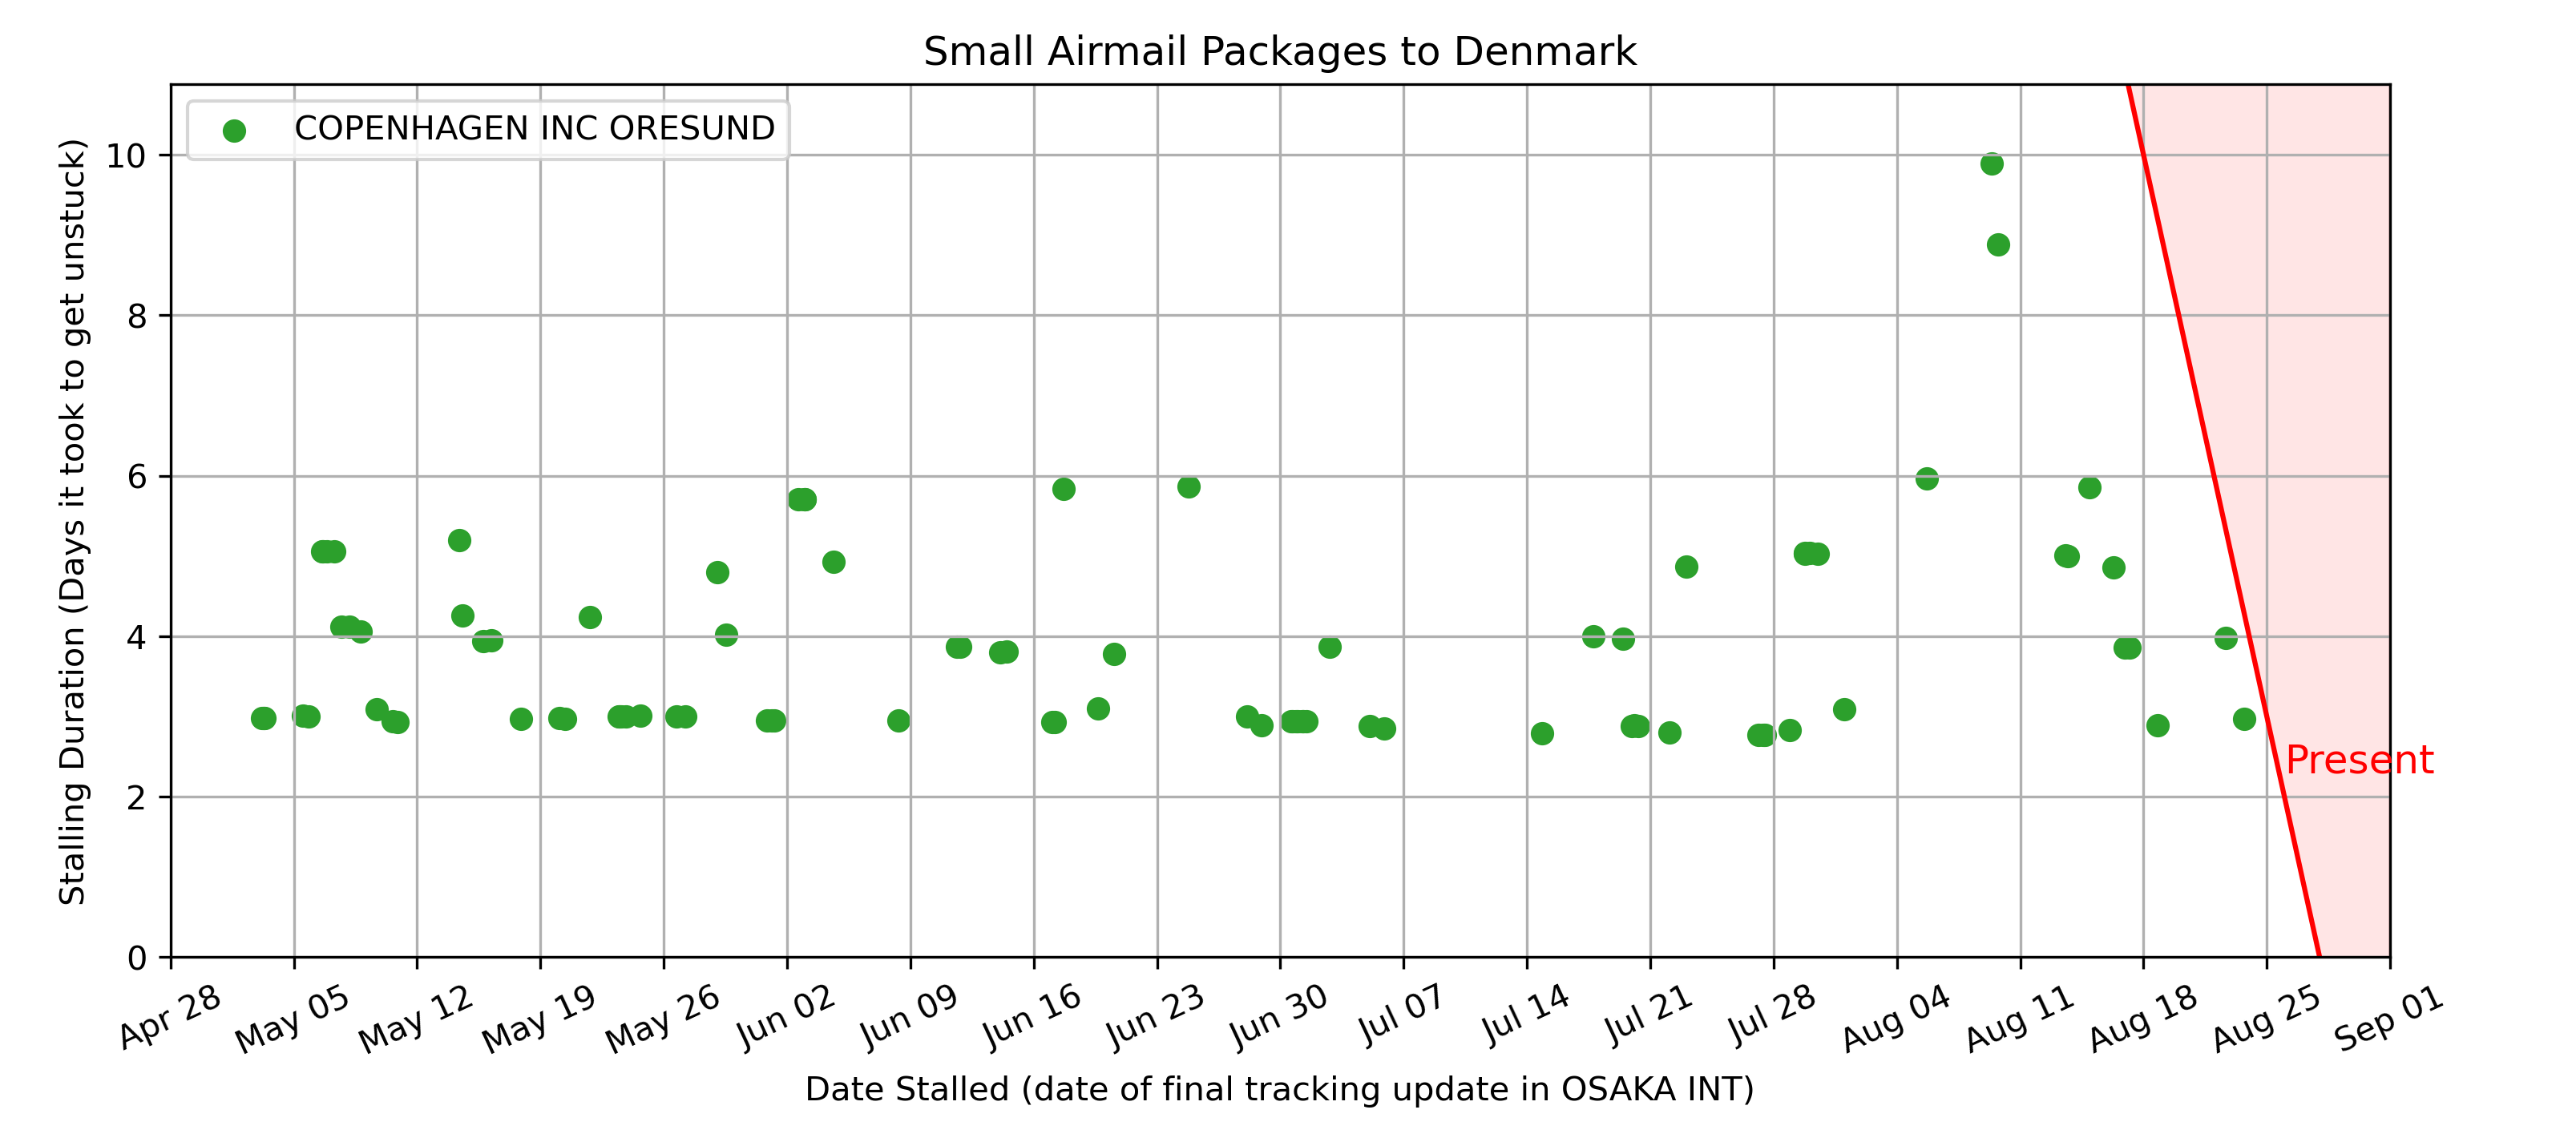 Small Airmail Packages to Denmark
COPENHAGEN INC ORESUND
Stalling Duration (Days it took to get unstuck)
10
8
6
4
2
0
Present
Apr 28
May 05
May 12
May 19
May 26
Jun 02
Jun 09
Jun 16
Jun 23
Jun 30
Jul 07
Jul 14
Jul 21
Jul 28
Aug 04
Aug 11
Aug 18
Aug 25
Sep 01
Date Stalled (date of final tracking update in OSAKA INT)